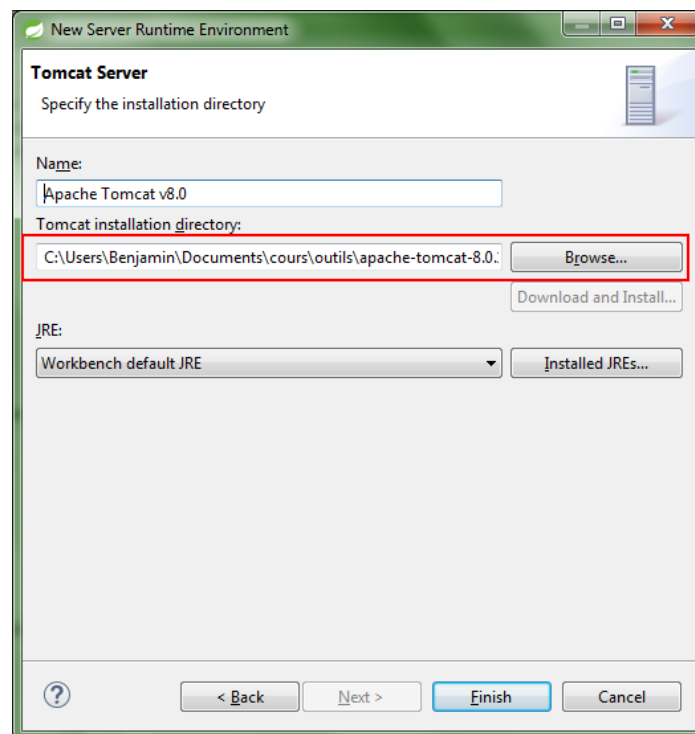 New Server Runtime Environment
Tomcat Server
Specify the installation directory
Name:
Apache Tomcat v8.0
Tomcat installation directory:
C:\Users\Benjamin\Documents\cours\outils\apache-tomcat-8.0. Browse...
Download and Install...
JRE:
Workbench default JRE Installed JREs...
? < Back Next > Finish Cancel